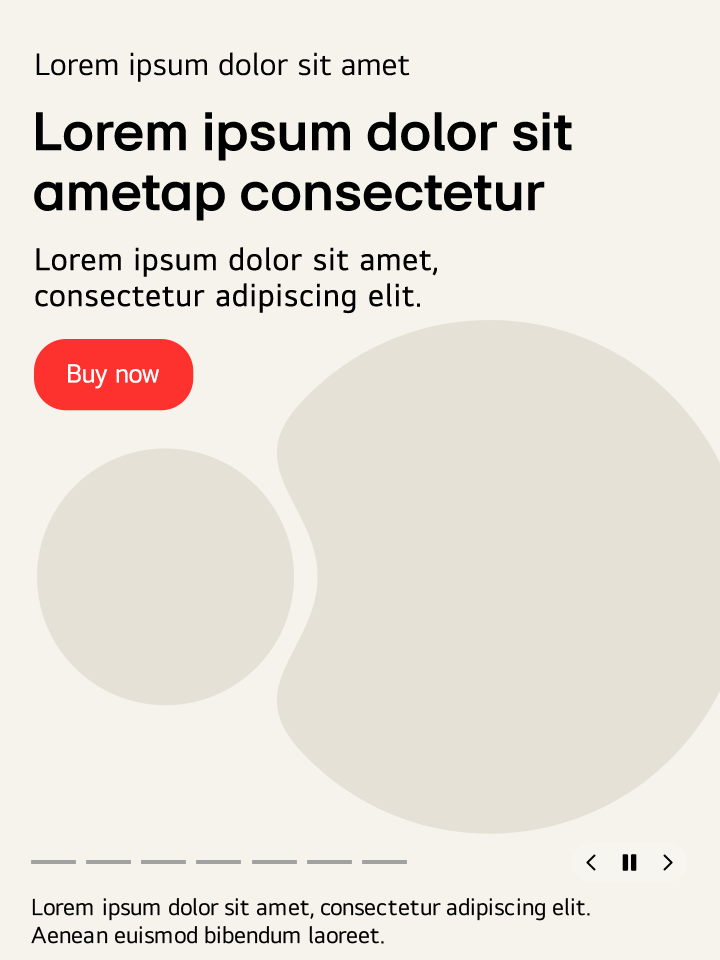 Lorem ipsum dolor sit amet
Lorem ipsum dolor sit
ametap consectetur
Lorem ipsum dolor sit amet,
consectetur adipiscing elit.
Buy now
Lorem ipsum dolor sit amet, consectetur adipiscing elit.
Aenean euismod bibendum laoreet.